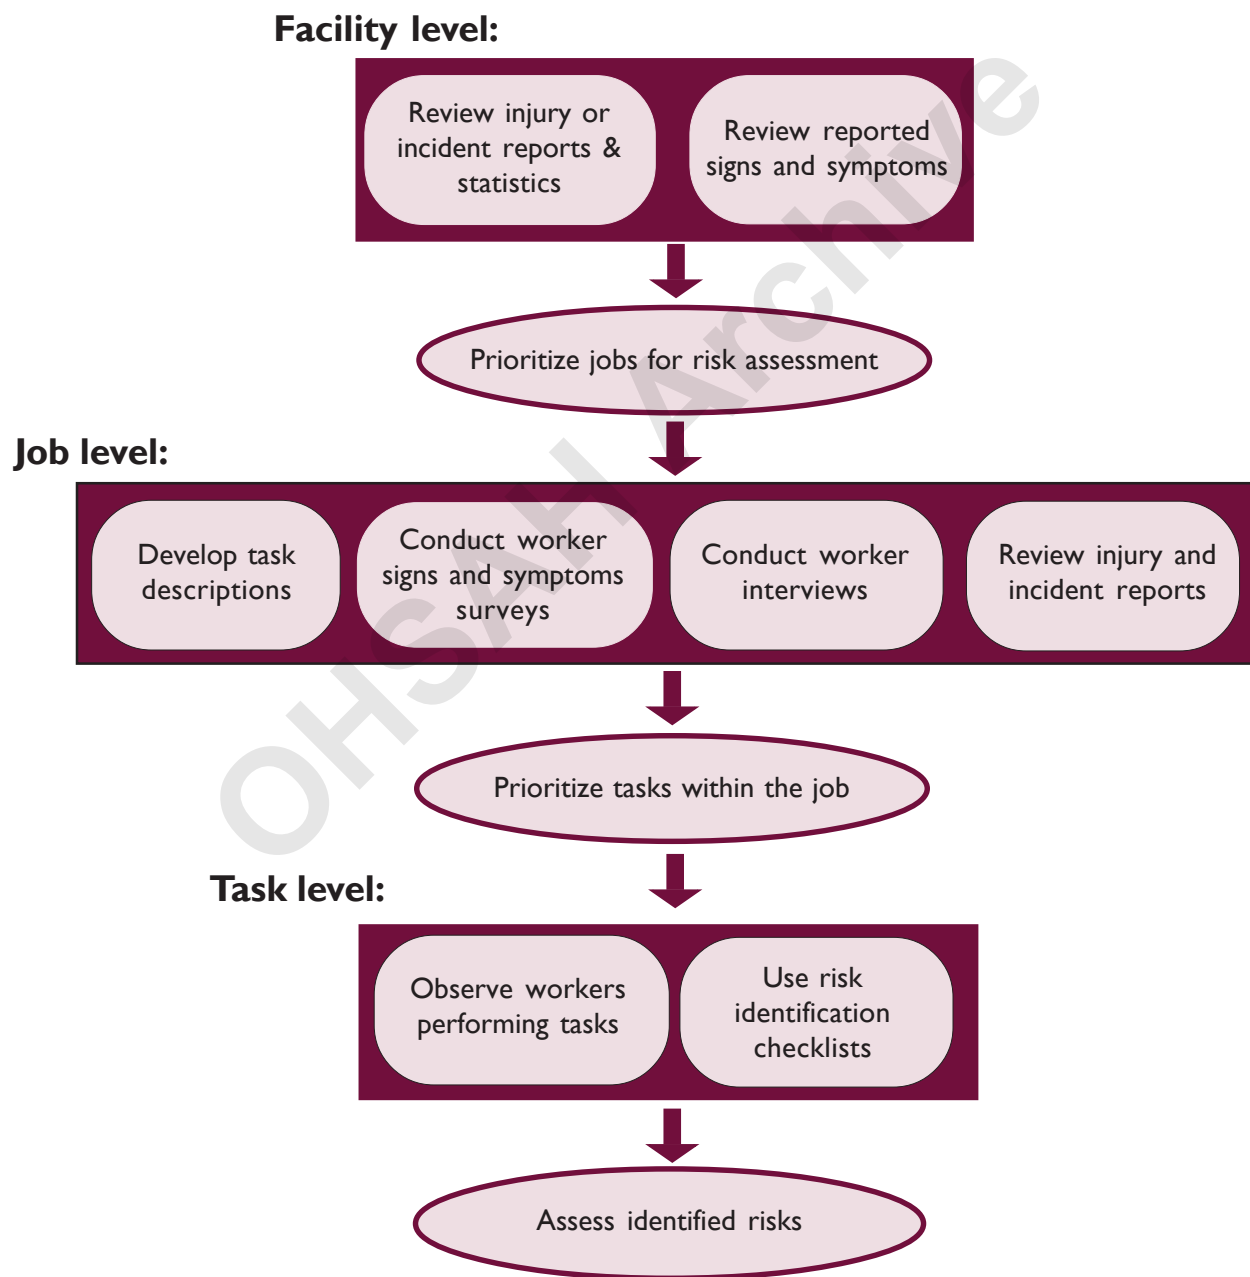 Facility level:
Review injury or
incident reports &
statistics
Review reported
signs and symptoms
Prioritize jobs for risk assessment
Job level:
Develop task
descriptions
Conduct worker
signs and symptoms
surveys
Conduct worker
interviews
Review injury and
incident reports
Prioritize tasks within the job
Task level:
Observe workers
performing tasks
Use risk
identification
checklists
Assess identified risks
OHSAH Archive